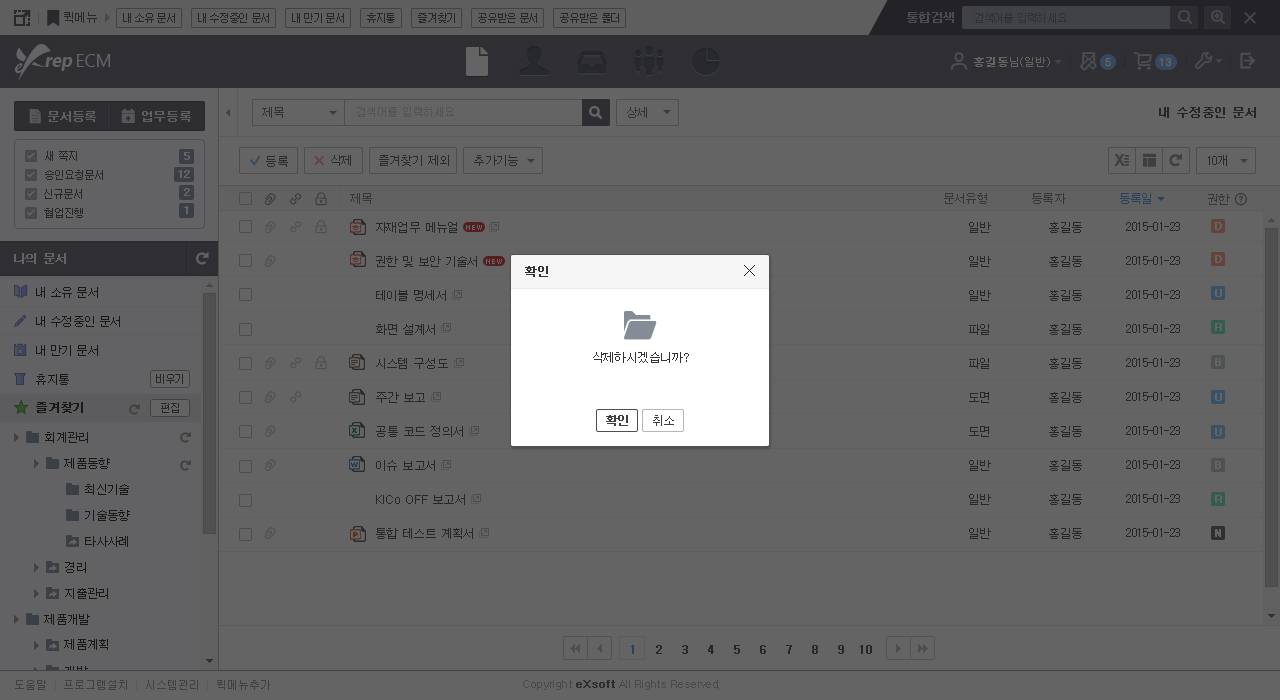 퀵메뉴 내 소유 문서 내 수정중인 문서 내 만기 문서 휴지통 즐겨찾기 공유받은 문서 공유받은 폴더 통합검색 검색어를 입력하세요
eXrep ECM 홍길동님(일반) 5 13
문서등록 업무등록 제목 검색어를 입력하세요 상세 내 수정중인 문서
새 쪽지 5
승인요청문서 12
신규문서 2
협업진행 1
등록 삭제 즐겨찾기 제외 추가기능 10개
제목 문서유형 등록자 등록일 권한
자재업무 메뉴얼 NEW 일반 홍길동 2015-01-23 D
권한 및 보안 기술서 NEW 일반 홍길동 2015-01-23 D
테이블 명세서 일반 홍길동 2015-01-23 U
화면 설계서 파일 홍길동 2015-01-23 R
시스템 구성도 파일 홍길동 2015-01-23 B
주간 보고 도면 홍길동 2015-01-23 U
공통 코드 정의서 도면 홍길동 2015-01-23 U
이슈 보고서 일반 홍길동 2015-01-23 B
KICo OFF 보고서 일반 홍길동 2015-01-23 R
통합 테스트 계획서 일반 홍길동 2015-01-23 N
나의 문서
내 소유 문서
내 수정중인 문서
내 만기 문서
휴지통 비우기
즐겨찾기 편집
회계관리
제품동향
최신기술
기술동향
타사사례
경리
지출관리
제품개발
제품계획
확인
삭제하시겠습니까?
확인 취소
1 2 3 4 5 6 7 8 9 10
도움말 프로그램설치 시스템관리 퀵메뉴추가 Copyright eXsoft All Rights Reserved.